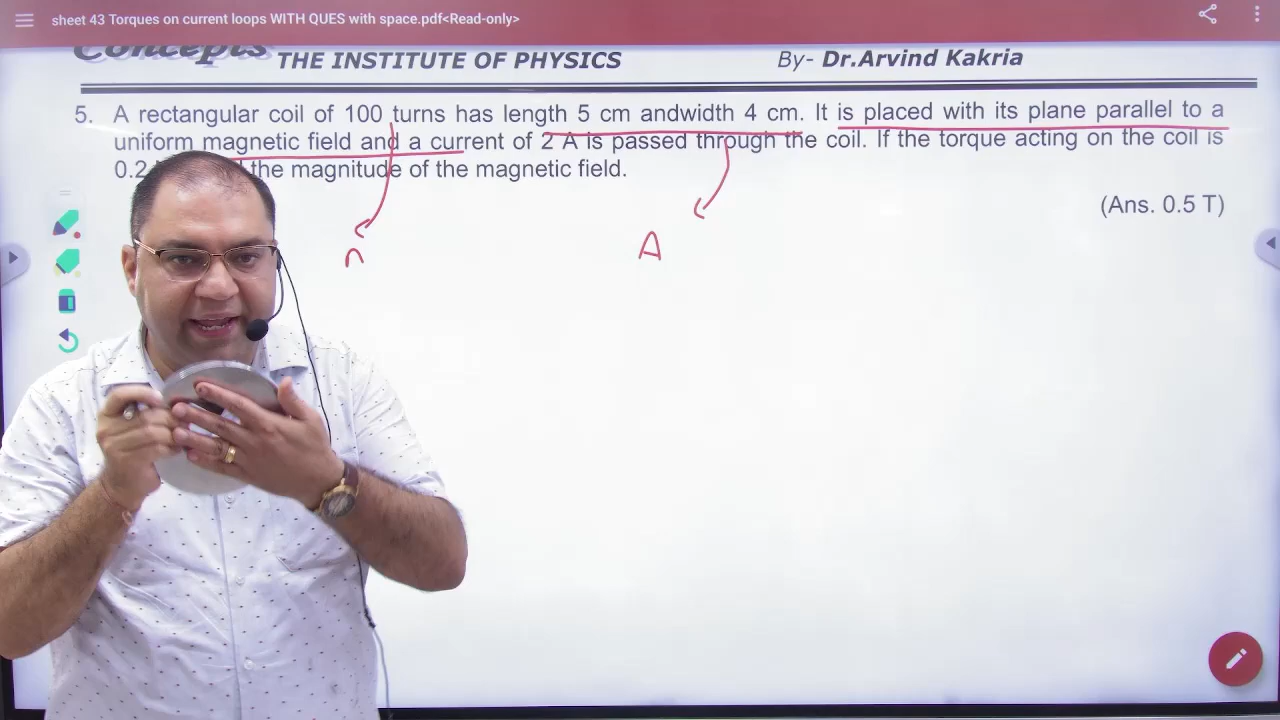 sheet 43 Torques on current loops WITH QUES with space.pdf<Read-only>
Concepts THE INSTITUTE OF PHYSICS By- Dr.Arvind Kakria
5. A rectangular coil of 100 turns has length 5 cm andwidth 4 cm. It is placed with its plane parallel to a
uniform magnetic field and a current of 2 A is passed through the coil. If the torque acting on the coil is
0.2 the magnitude of the magnetic field.
(Ans. 0.5 T)
n A